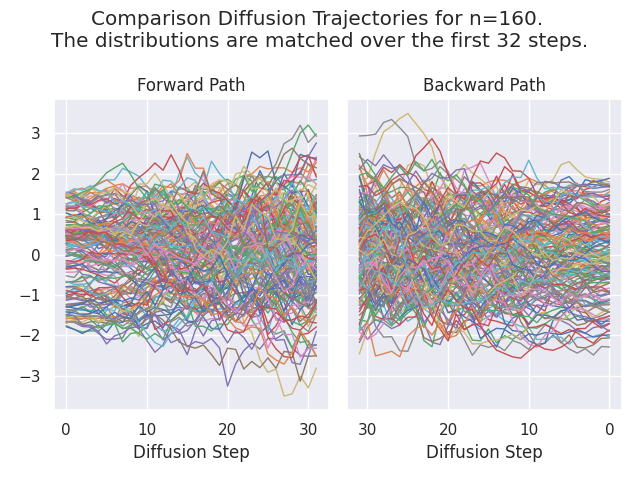 Comparison Diffusion Trajectories for n=160.
The distributions are matched over the first 32 steps.
Forward Path
Backward Path
3
2
1
0
−1
−2
−3
0 10 20 30
30 20 10 0
Diffusion Step
Diffusion Step